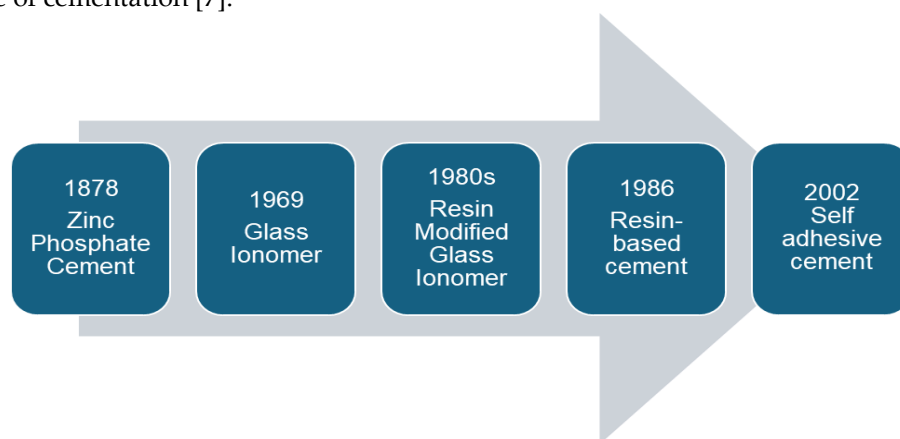 of cementation [7].
1878
Zinc
Phosphate
Cement
1969
Glass
Ionomer
1980s
Resin
Modified
Glass
Ionomer
1986
Resin-
based
cement
2002
Self
adhesive
cement